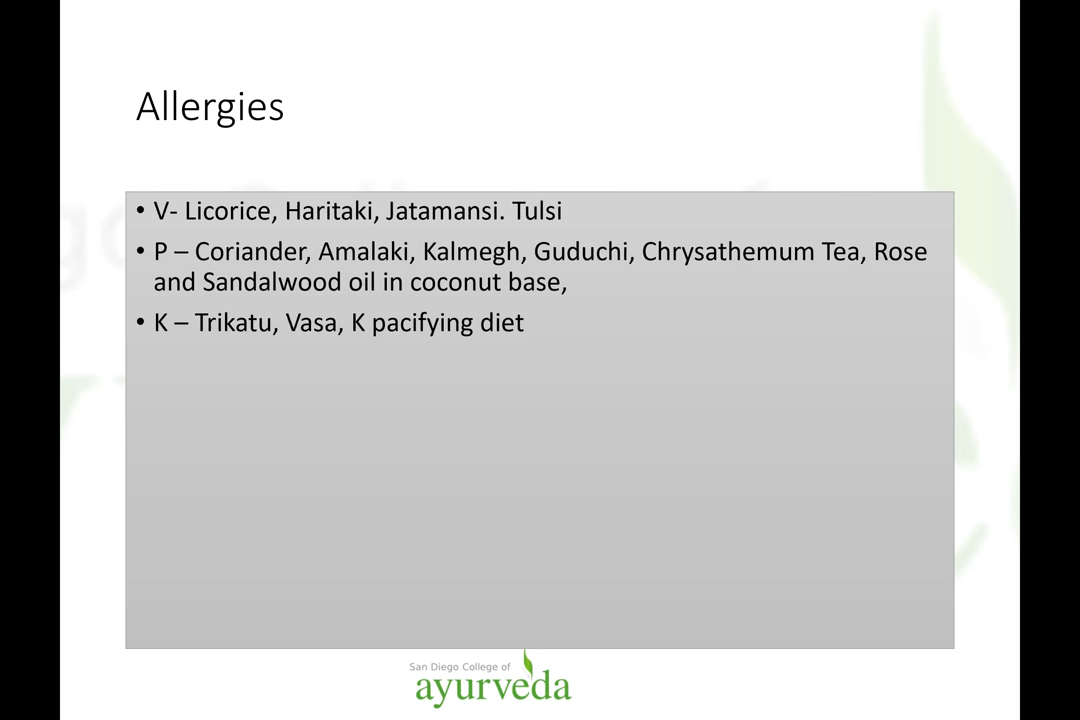 Allergies
• V- Licorice, Haritaki, Jatamansi. Tulsi
• P – Coriander, Amalaki, Kalmegh, Guduchi, Chrysathemum Tea, Rose
and Sandalwood oil in coconut base,
• K – Trikatu, Vasa, K pacifying diet
San Diego College of
ayurveda